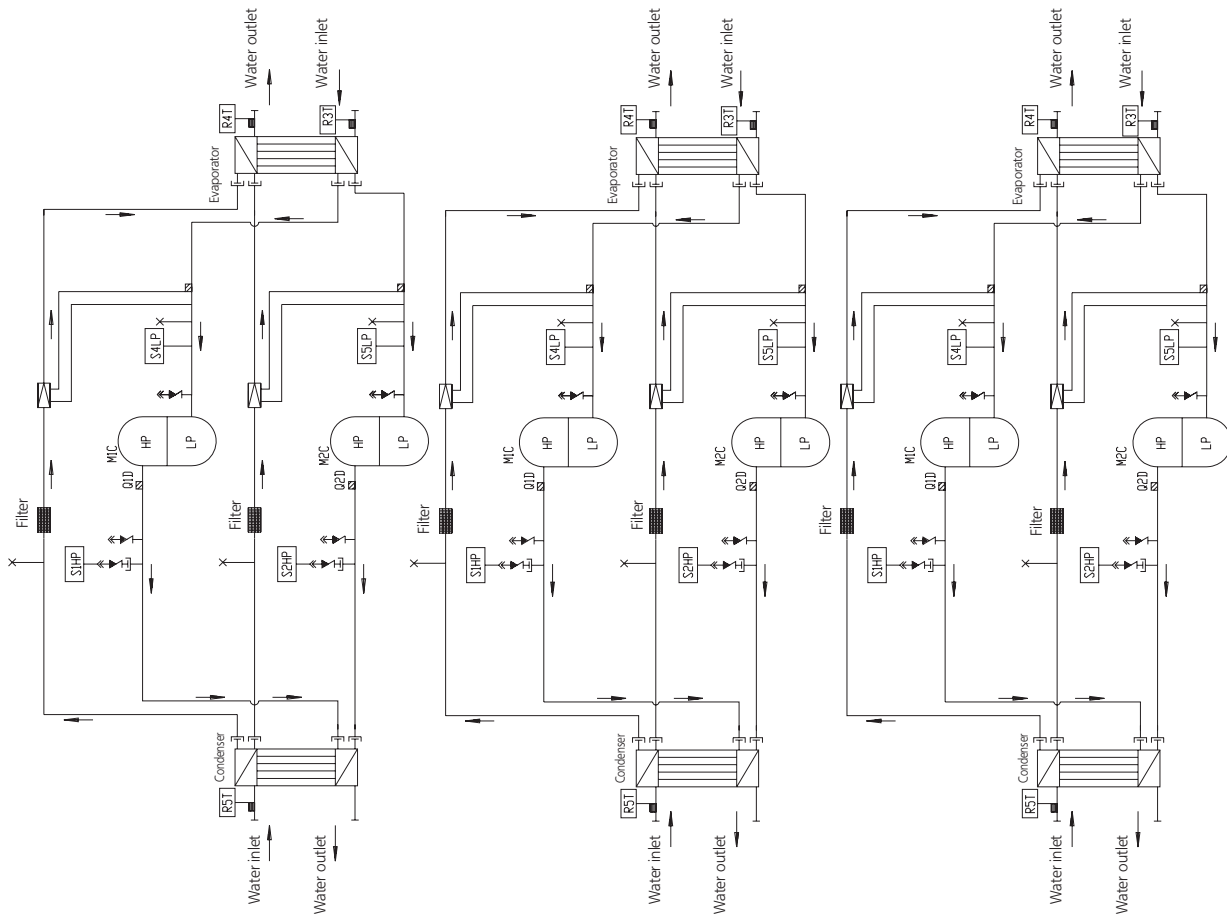 Water outlet
Water inlet
R4T
R3T
Evaporator
S4LP
S5LP
HP
LP
M1C
Q1D
HP
LP
M2C
Q2D
Filter
Filter
S1HP
S2HP
Condenser
R5T
Water inlet
Water outlet
Water outlet
Water inlet
R4T
R3T
Evaporator
S4LP
S5LP
HP
LP
M1C
Q1D
HP
LP
M2C
Q2D
Filter
Filter
S1HP
S2HP
Condenser
R5T
Water inlet
Water outlet
Water outlet
Water inlet
R4T
R3T
Evaporator
S4LP
S5LP
HP
LP
M1C
Q1D
HP
LP
M2C
Q2D
Filter
Filter
S1HP
S2HP
Condenser
R5T
Water inlet
Water outlet